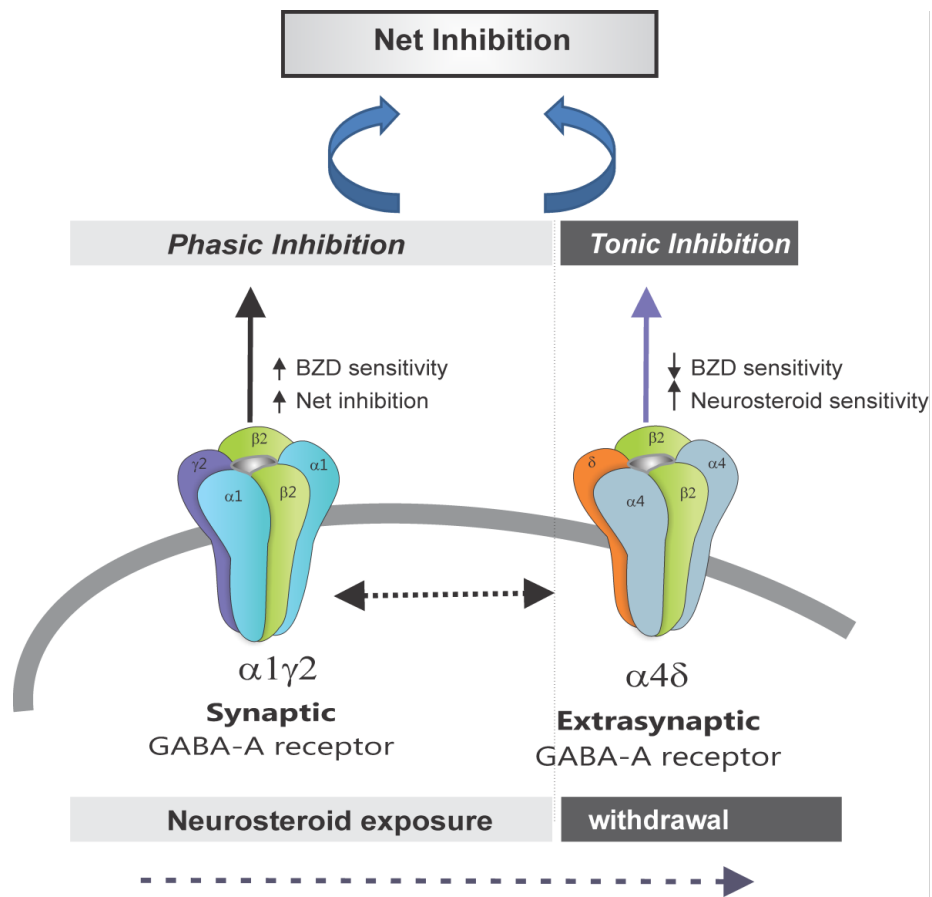 Net Inhibition
Phasic Inhibition
Tonic Inhibition
BZD sensitivity
Net inhibition
BZD sensitivity
Neurosteroid sensitivity
β2
γ2
α1
α1
β2
β2
δ
α4
α4
β2
α1γ2
Synaptic
GABA-A receptor
α4δ
Extrasynaptic
GABA-A receptor
Neurosteroid exposure
withdrawal